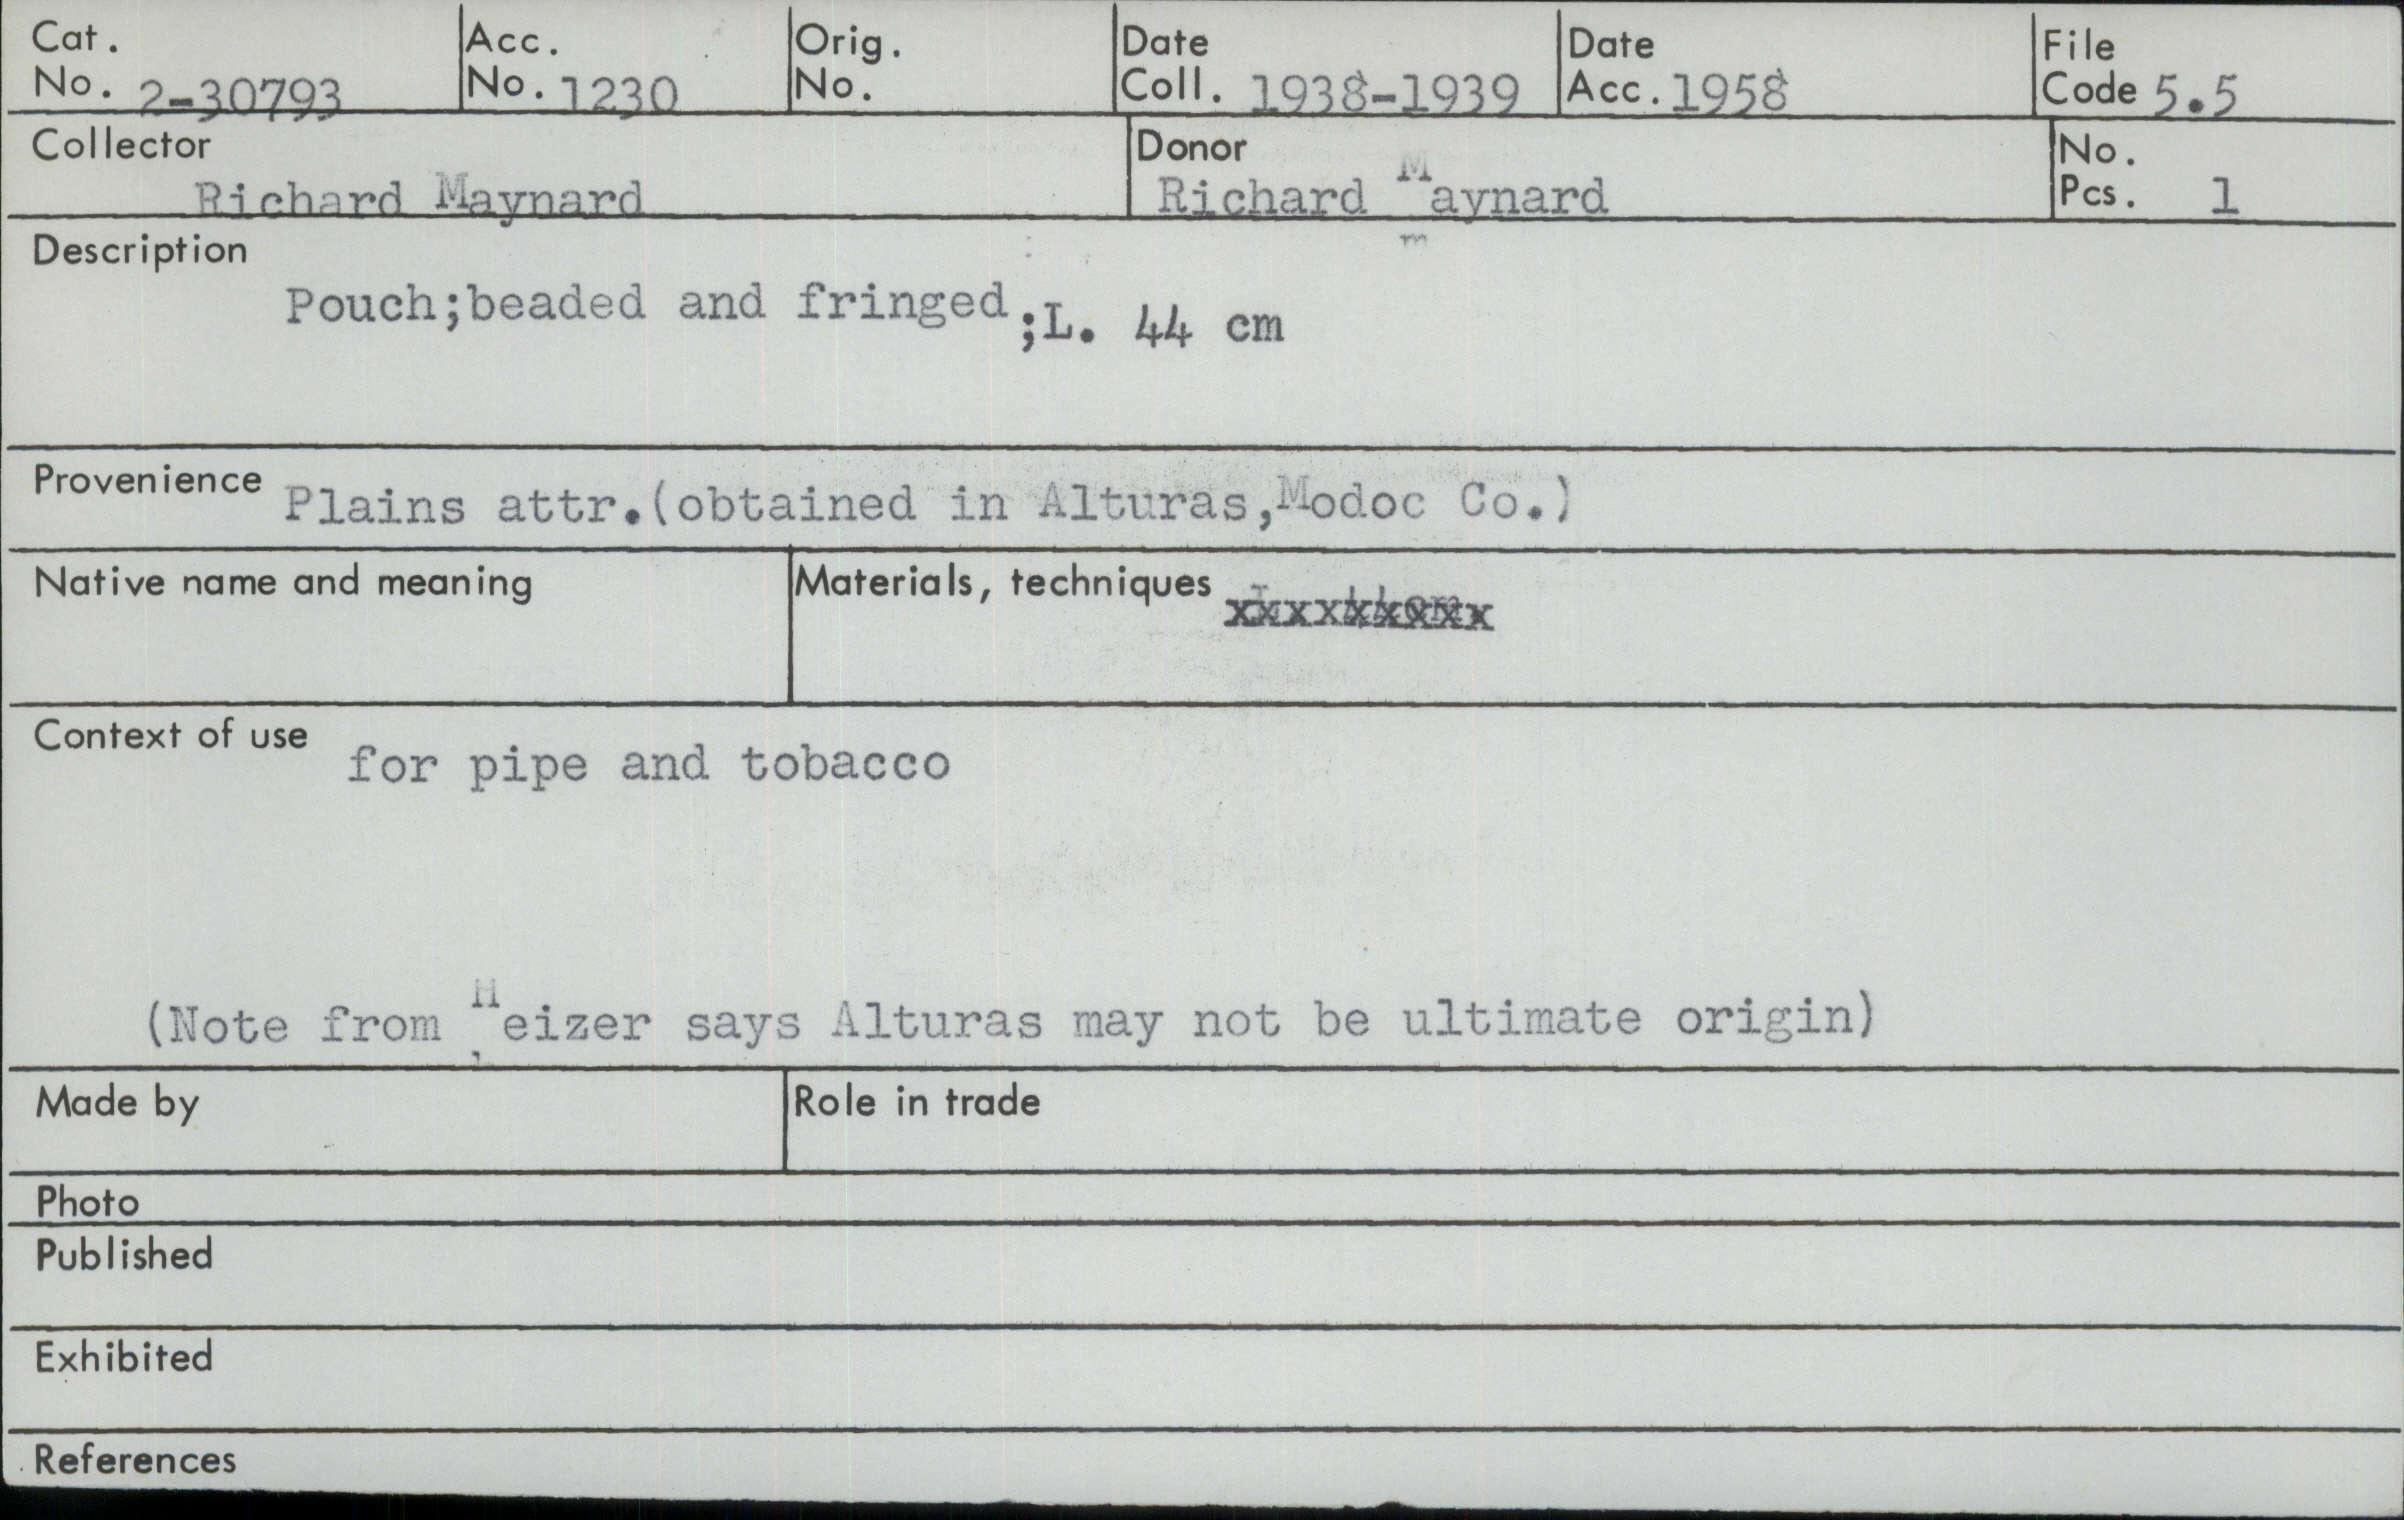 Cat. No. 2-30793 Acc. No. 1230 Orig. No. Date Coll. 1938-1939 Date Acc. 1958 File Code 5.5
Collector Richard Maynard Donor Richard Maynard No. Pcs. 1
Description
Pouch;beaded and fringed;L. 44 cm
Provenience Plains attr.(obtained in Alturas,Modoc Co.)
Native name and meaning Materials, techniques
Context of use for pipe and tobacco
(Note from Heizer says Alturas may not be ultimate origin)
Made by Role in trade
Photo
Published
Exhibited
References